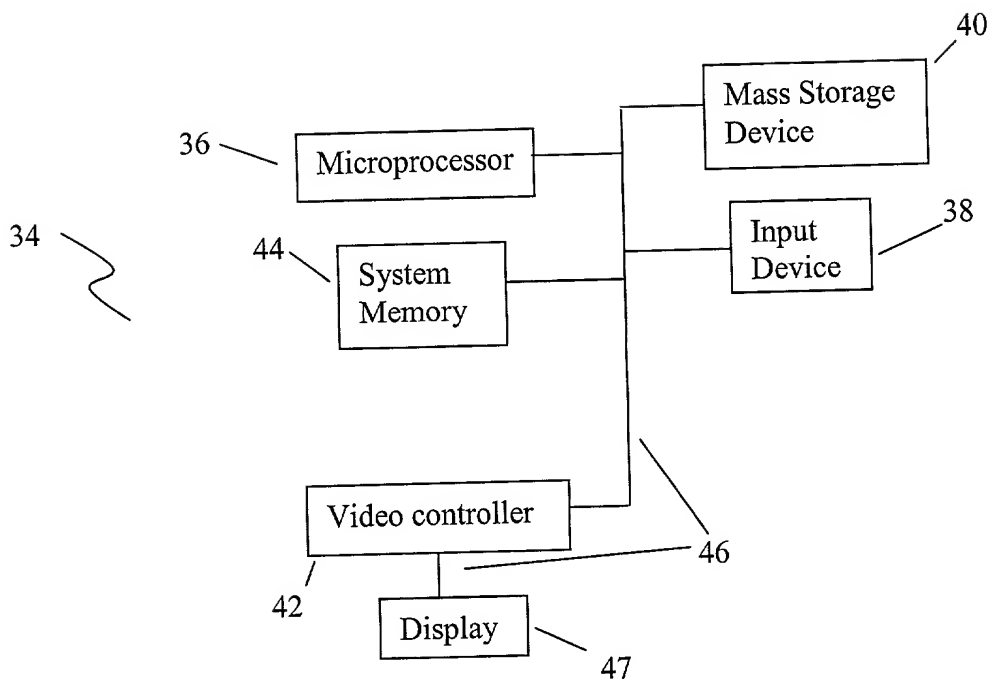 40
Mass Storage
Device
36
Microprocessor
34
44
System
Memory
Input
Device
38
Video controller
46
42
Display
47